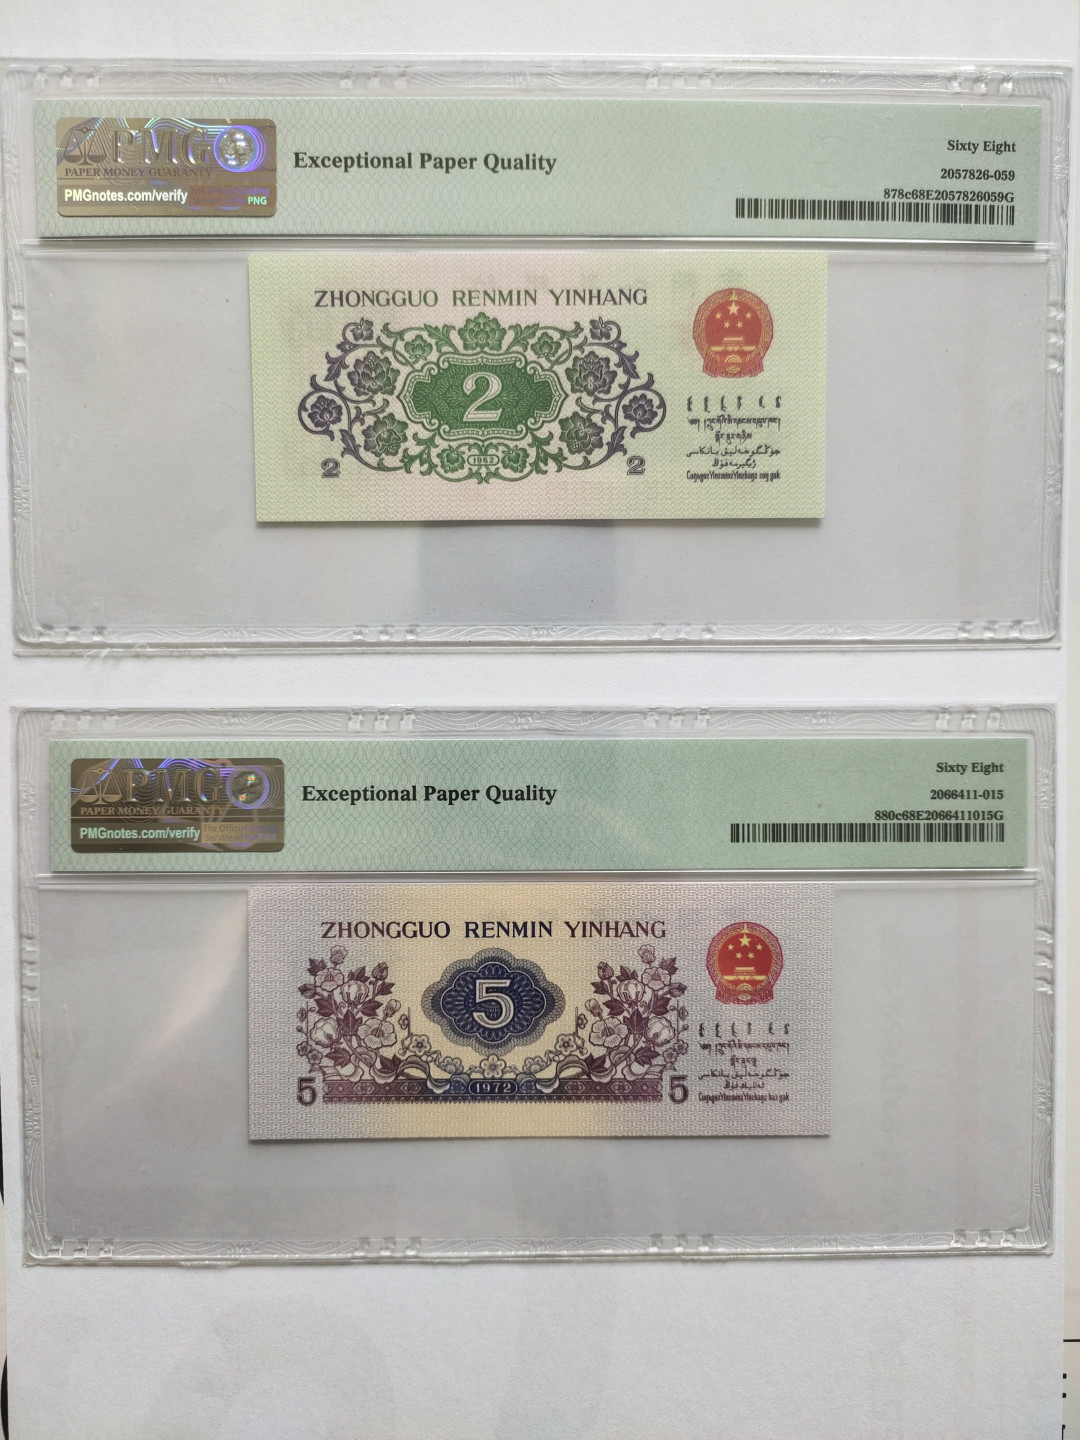 PMG
PAPER MONEY GUARANTY
PMGnotes.com/verify
PNG
Exceptional Paper Quality
Sixty Eight
2057826-059
878c68E2057826059G
ZHONGGUO RENMIN YINHANG
2
1962
2 2
PMG
PAPER MONEY GUARANTY
PMGnotes.com/verify
Exceptional Paper Quality
Sixty Eight
2066411-015
880c68E2066411015G
ZHONGGUO RENMIN YINHANG
5
1972
5 5